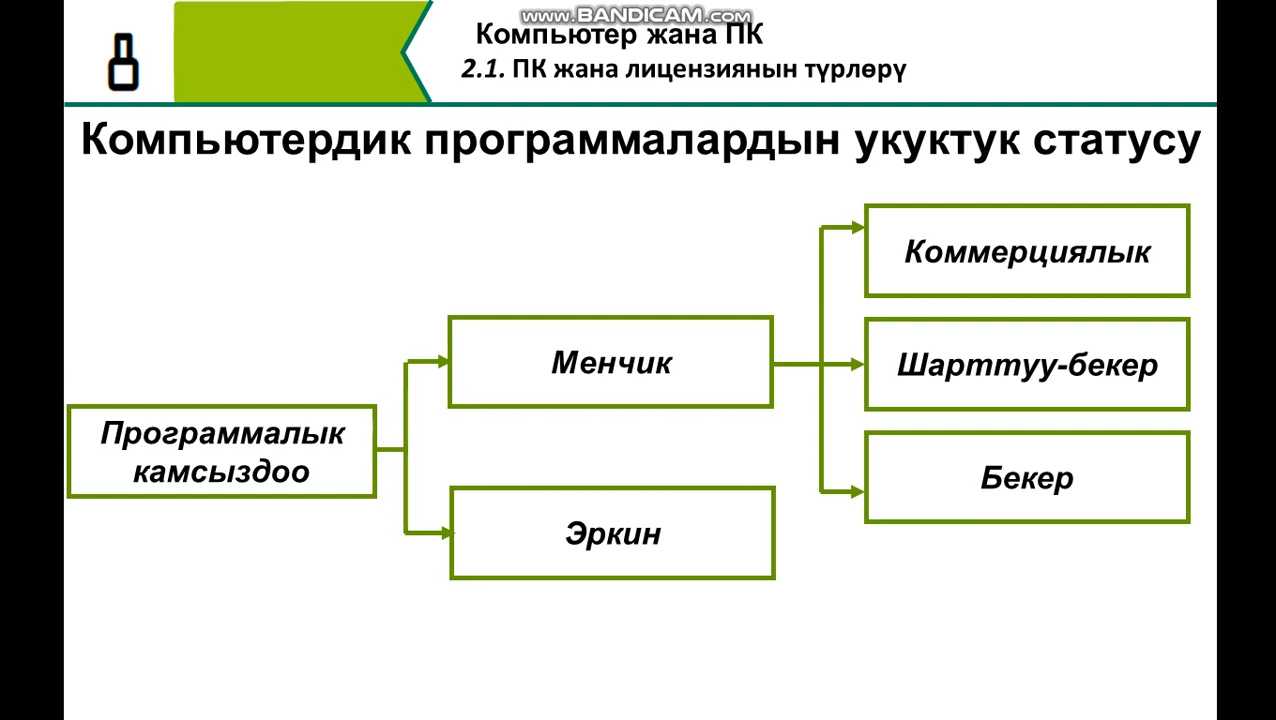 www.BANDICAM.com
8
Компьютер жана ПК
2.1. ПК жана лицензиянын түрлөрү
Компьютердик программалардын укуктук статусу
Коммерциялык
Менчик
Шарттуу-бекер
Программалык
камсыздоо
Бекер
Эркин